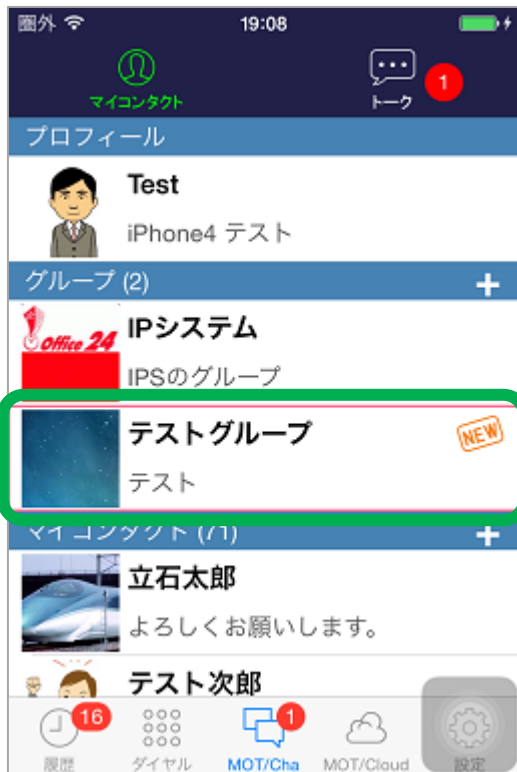 圏外 19:08
マイコンタクト トーク 1
プロフィール
Test
iPhone4 テスト
グループ (2) +
Office 24
IPシステム
IPSのグループ
テストグループ NEW
テスト
マイコンタクト (71) +
立石太郎
よろしくお願いします。
テスト次郎
16 1
履歴 ダイヤル MOT/Cha MOT/Cloud 設定